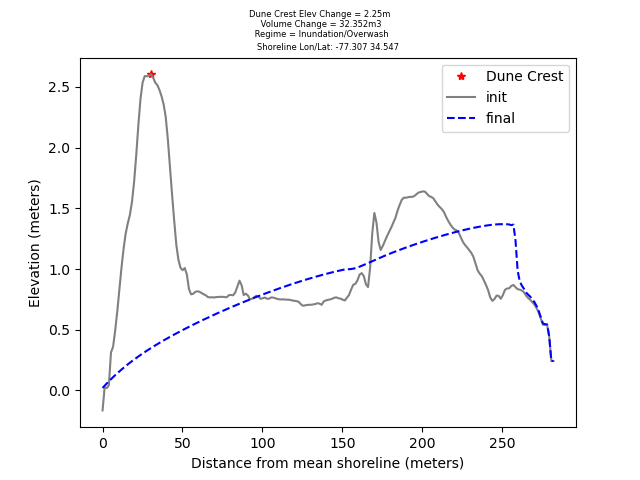 Dune Crest Elev Change = 2.25m
Volume Change = 32.352m3
Regime = Inundation/Overwash
Shoreline Lon/Lat: -77.307 34.547
Dune Crest
init
final
2.5
2.0
1.5
1.0
0.5
0.0
Elevation (meters)
0 50 100 150 200 250
Distance from mean shoreline (meters)